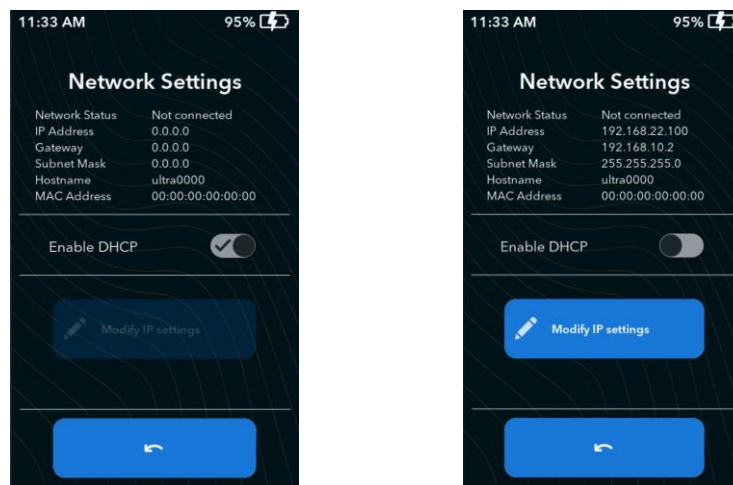 11:33 AM 95%
Network Settings
Network Status Not connected
IP Address 0.0.0.0
Gateway 0.0.0.0
Subnet Mask 0.0.0.0
Hostname ultra0000
MAC Address 00:00:00:00:00:00
Enable DHCP
Modify IP settings
11:33 AM 95%
Network Settings
Network Status Not connected
IP Address 192.168.22.100
Gateway 192.168.10.2
Subnet Mask 255.255.255.0
Hostname ultra0000
MAC Address 00:00:00:00:00:00
Enable DHCP
Modify IP settings